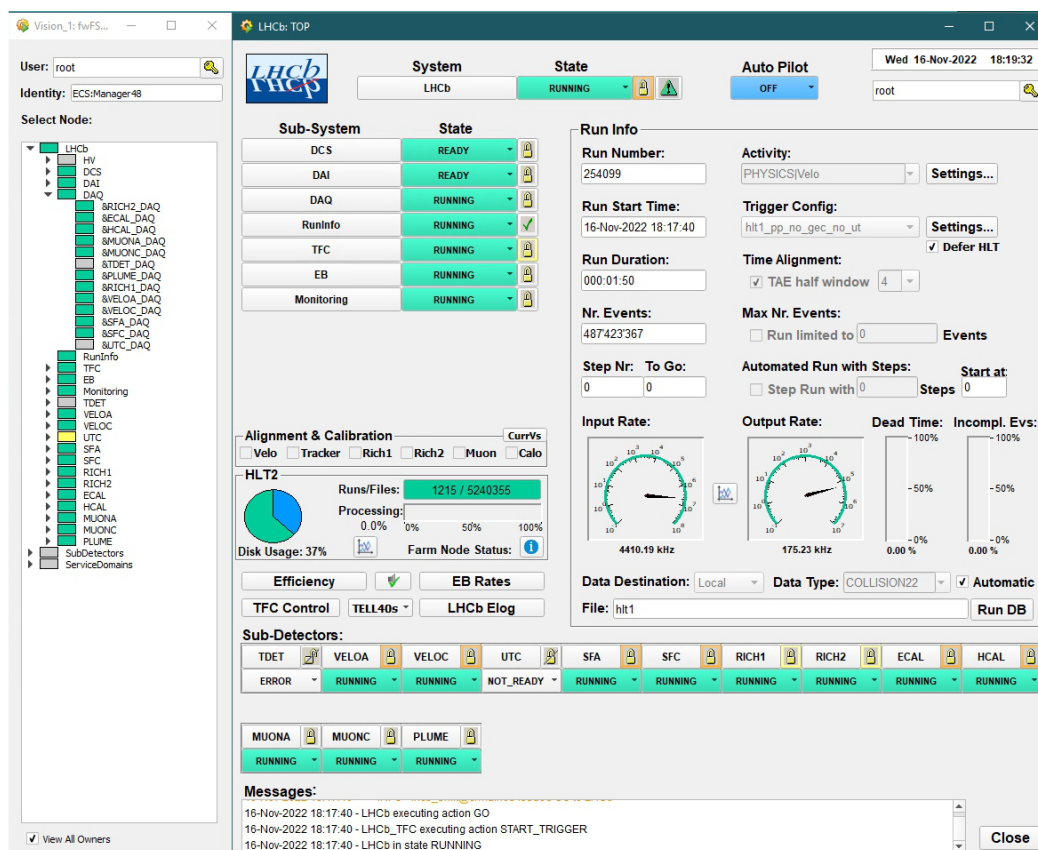 Vision_1: fwFS...
User: root
Identity: ECS:Manager48
Select Node:
LHCb
HV
DCS
DAI
DAQ
&RICH2_DAQ
&ECAL_DAQ
&HCAL_DAQ
&MUONA_DAQ
&MUONC_DAQ
&TDET_DAQ
&PLUME_DAQ
&RICH1_DAQ
&VELOA_DAQ
&VELOC_DAQ
&SFA_DAQ
&SFC_DAQ
&UTC_DAQ
RunInfo
TFC
EB
Monitoring
TDET
VELOA
VELOC
UTC
SFA
SFC
RICH1
RICH2
ECAL
HCAL
MUONA
MUONC
PLUME
SubDetectors
ServiceDomains
View All Owners
LHCb: TOP
LHCb
System State Auto Pilot Wed 16-Nov-2022 18:19:32
LHCb RUNNING OFF root
Sub-System State
DCS READY
DAI READY
DAQ RUNNING
RunInfo RUNNING
TFC RUNNING
EB RUNNING
Monitoring RUNNING
Run Info
Run Number: Activity:
254099 PHYSICS|Velo Settings...
Run Start Time: Trigger Config:
16-Nov-2022 18:17:40 hlt1_pp_no_gec_no_ut Settings...
Defer HLT
Run Duration: Time Alignment:
000:01:50 TAE half window 4
Nr. Events: Max Nr. Events:
487'423'367 Run limited to 0 Events
Step Nr: To Go: Automated Run with Steps: Start at:
0 0 Step Run with 0 Steps 0
Input Rate: Output Rate: Dead Time: Incompl. Evs:
100% 100%
50% 50%
0% 0%
4410.19 kHz 175.23 kHz 0.00 % 0.00 %
Data Destination: Local Data Type: COLLISION22 Automatic
File: hlt1 Run DB
Alignment & Calibration CurrVs
Velo Tracker Rich1 Rich2 Muon Calo
HLT2
Runs/Files: 1215 / 5240355
Processing:
0.0% 0% 50% 100%
Disk Usage: 37% Farm Node Status:
Efficiency EB Rates
TFC Control TELL40s LHCb Elog
Sub-Detectors:
TDET VELOA VELOC UTC SFA SFC RICH1 RICH2 ECAL HCAL
ERROR RUNNING RUNNING NOT_READY RUNNING RUNNING RUNNING RUNNING RUNNING RUNNING
MUONA MUONC PLUME
RUNNING RUNNING RUNNING
Messages:
16-Nov-2022 18:17:40 - LHCb executing action GO
16-Nov-2022 18:17:40 - LHCb_TFC executing action START_TRIGGER
16-Nov-2022 18:17:40 - LHCb in state RUNNING
Close